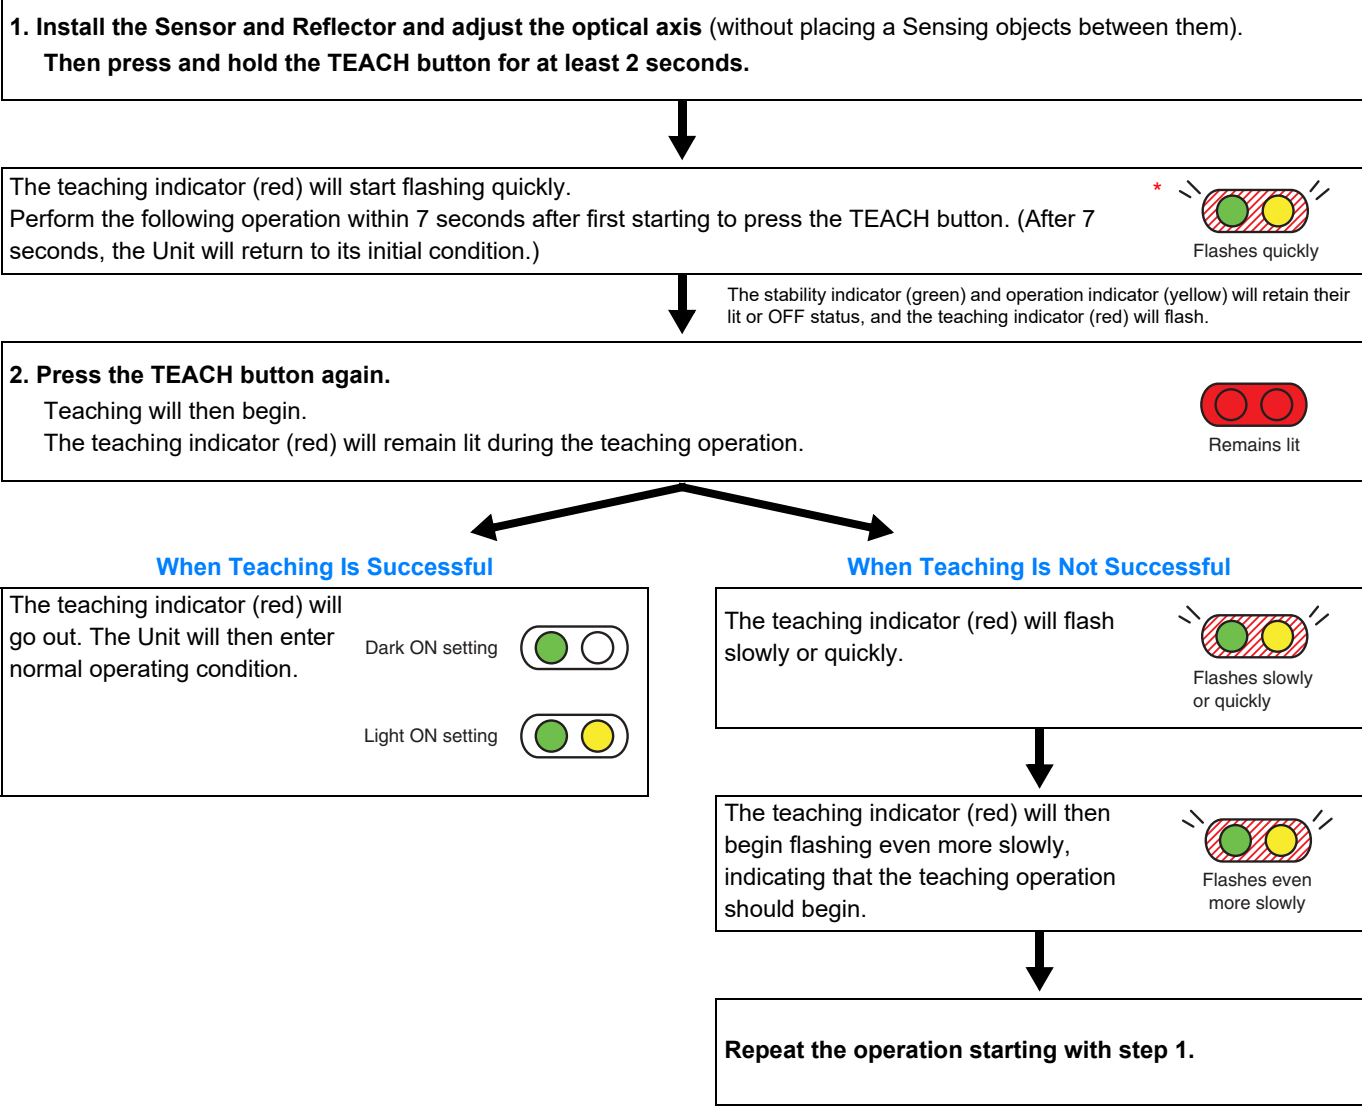 1. Install the Sensor and Reflector and adjust the optical axis (without placing a Sensing objects between them).
Then press and hold the TEACH button for at least 2 seconds.
The teaching indicator (red) will start flashing quickly.
Perform the following operation within 7 seconds after first starting to press the TEACH button. (After 7
seconds, the Unit will return to its initial condition.)
*
Flashes quickly
The stability indicator (green) and operation indicator (yellow) will retain their
lit or OFF status, and the teaching indicator (red) will flash.
2. Press the TEACH button again.
Teaching will then begin.
The teaching indicator (red) will remain lit during the teaching operation.
Remains lit
When Teaching Is Successful
The teaching indicator (red) will
go out. The Unit will then enter
normal operating condition.
Dark ON setting
Light ON setting
When Teaching Is Not Successful
The teaching indicator (red) will flash
slowly or quickly.
Flashes slowly
or quickly
The teaching indicator (red) will then
begin flashing even more slowly,
indicating that the teaching operation
should begin.
Flashes even
more slowly
Repeat the operation starting with step 1.